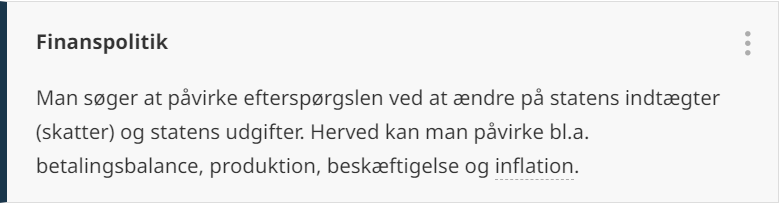 Finanspolitik
Man søger at påvirke efterspørgslen ved at ændre på statens indtægter
(skatter) og statens udgifter. Herved kan man påvirke bl.a.
betalingsbalance, produktion, beskæftigelse og inflation.